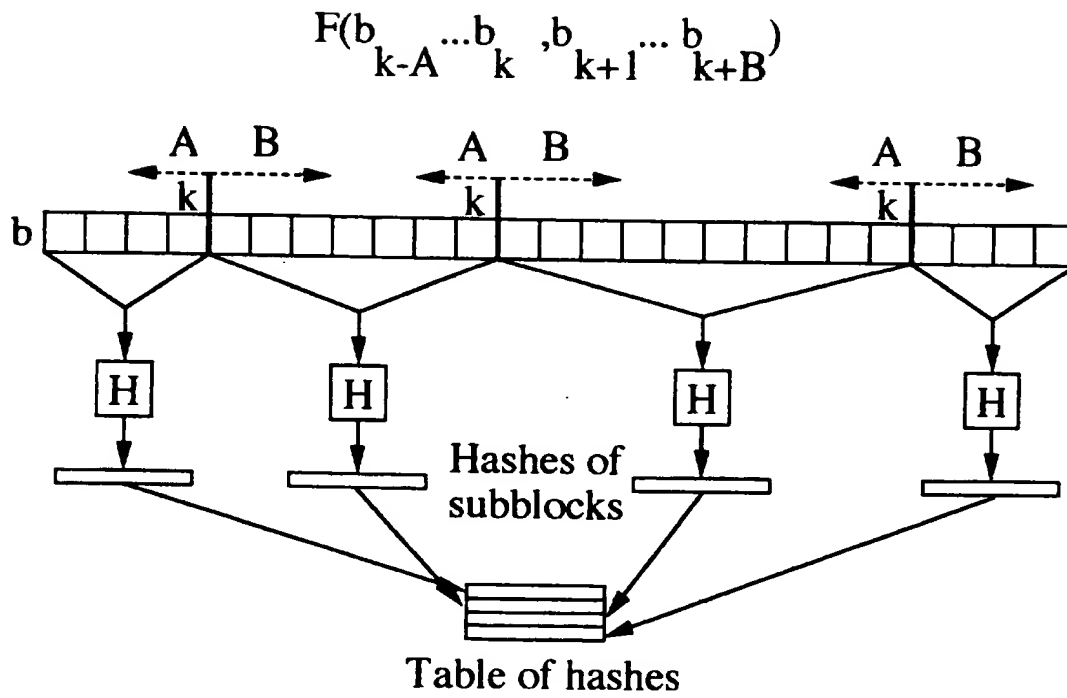 F(b k-A ...b k ,b k+1 ... b k+B)
A B A B A B
k k k
b
H H H H
Hashes of
subblocks
Table of hashes